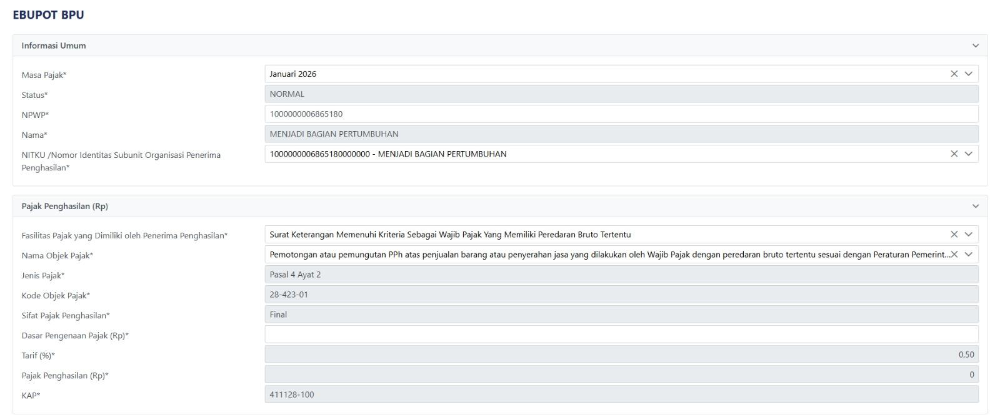 EBUPOT BPU
Informasi Umum
Masa Pajak*
Januari 2026
Status*
NORMAL
NPWP*
1000000006865180
Nama*
MENJADI BAGIAN PERTUMBUHAN
NITKU /Nomor Identitas Subunit Organisasi Penerima
Penghasilan*
1000000006865180000000 - MENJADI BAGIAN PERTUMBUHAN
Pajak Penghasilan (Rp)
Fasilitas Pajak yang Dimiliki oleh Penerima Penghasilan*
Surat Keterangan Memenuhi Kriteria Sebagai Wajib Pajak Yang Memiliki Peredaran Bruto Tertentu
Nama Objek Pajak*
Pemotongan atau pemungutan PPh atas penjualan barang atau penyerahan jasa yang dilakukan oleh Wajib Pajak dengan peredaran bruto tertentu sesuai dengan Peraturan Pemerint...
Jenis Pajak*
Pasal 4 Ayat 2
Kode Objek Pajak*
28-423-01
Sifat Pajak Penghasilan*
Final
Dasar Pengenaan Pajak (Rp)*
Tarif (%)*
0,50
Pajak Penghasilan (Rp)*
0
KAP*
411128-100